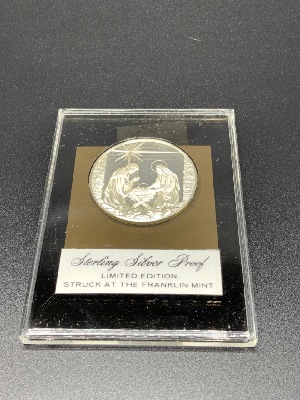 Sterling Silver Proof
LIMITED EDITION
STRUCK AT THE FRANKLIN MINT